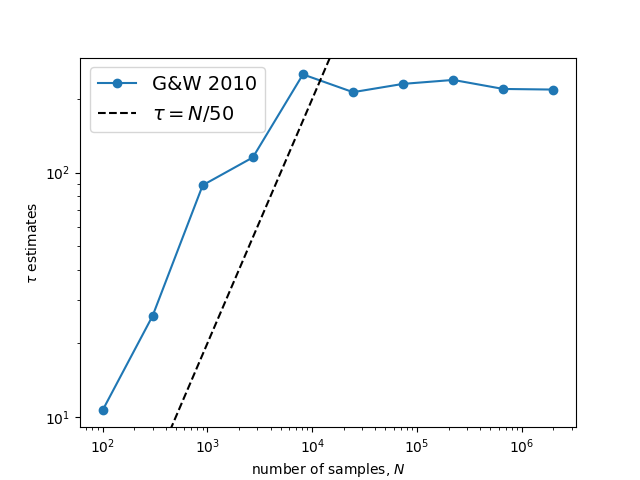 G&W 2010
τ = N/50
10²
10¹
τ estimates
10² 10³ 10⁴ 10⁵ 10⁶
number of samples, N